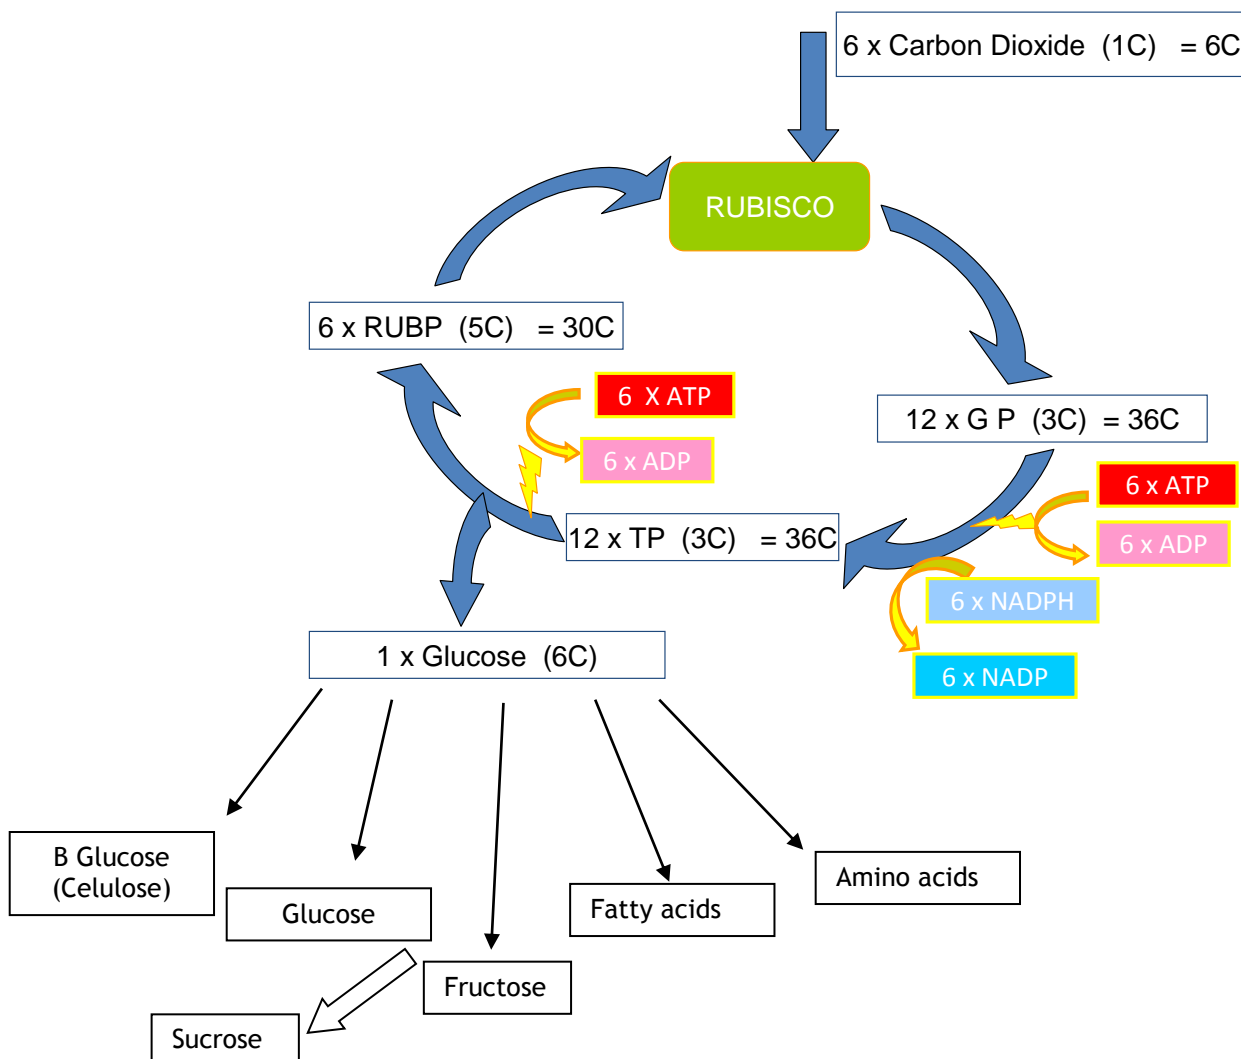 6 x Carbon Dioxide (1C) = 6C
RUBISCO
6 x RUBP (5C) = 30C
6 X ATP
6 x ADP
12 x G P (3C) = 36C
6 x ATP
6 x ADP
12 x TP (3C) = 36C
6 x NADPH
6 x NADP
1 x Glucose (6C)
B Glucose
(Celulose)
Glucose
Fructose
Sucrose
Fatty acids
Amino acids